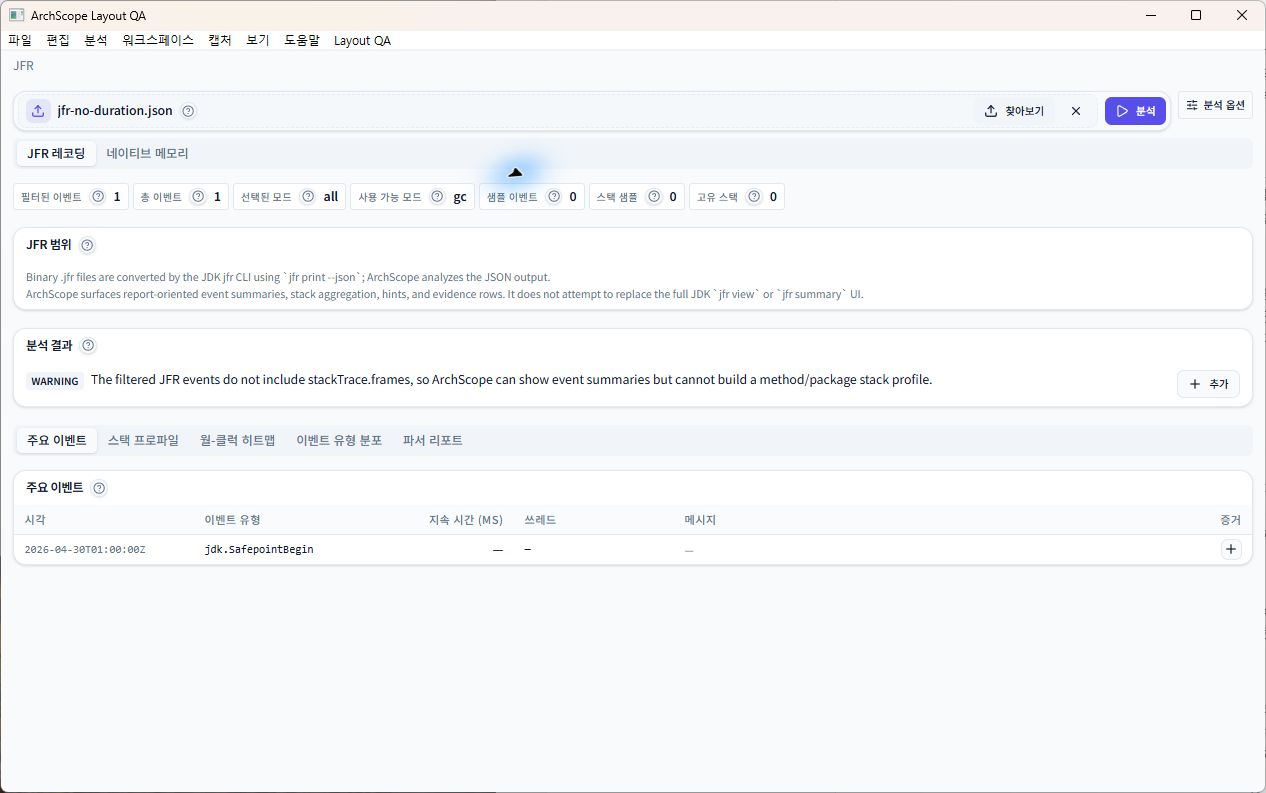 ArchScope Layout QA
파일 편집 분석 워크스페이스 캡처 보기 도움말 Layout QA
JFR
jfr-no-duration.json 찾아보기 분석 분석 옵션
JFR 레코딩 네이티브 메모리
필터된 이벤트 1 총 이벤트 1 선택된 모드 all 사용 가능 모드 gc 샘플 이벤트 0 스택 샘플 0 고유 스택 0
JFR 범위
Binary .jfr files are converted by the JDK jfr CLI using `jfr print --json`; ArchScope analyzes the JSON output.
ArchScope surfaces report-oriented event summaries, stack aggregation, hints, and evidence rows. It does not attempt to replace the full JDK `jfr view` or `jfr summary` UI.
분석 결과
WARNING The filtered JFR events do not include stackTrace.frames, so ArchScope can show event summaries but cannot build a method/package stack profile.
추가
주요 이벤트 스택 프로파일 월-클럭 히트맵 이벤트 유형 분포 파서 리포트
주요 이벤트
시각 이벤트 유형 지속 시간 (MS) 쓰레드 메시지 증거
2026-04-30T01:00:00Z jdk.SafepointBegin — – —